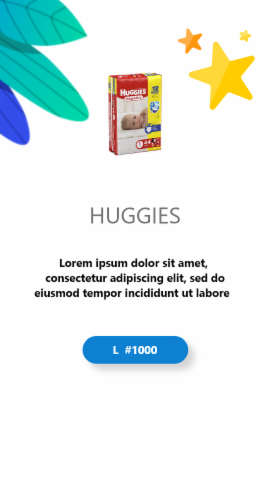 HUGGIES
HUGGIES
Lorem ipsum dolor sit amet,
consectetur adipiscing elit, sed do
eiusmod tempor incididunt ut labore
L #1000